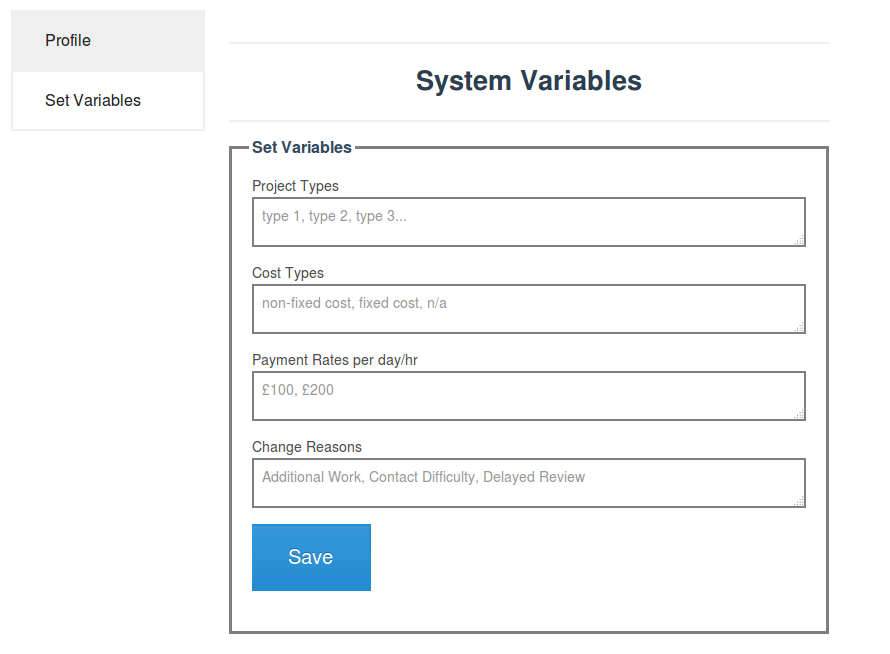 Profile
Set Variables
System Variables
Set Variables
Project Types
type 1, type 2, type 3...
Cost Types
non-fixed cost, fixed cost, n/a
Payment Rates per day/hr
£100, £200
Change Reasons
Additional Work, Contact Difficulty, Delayed Review
Save